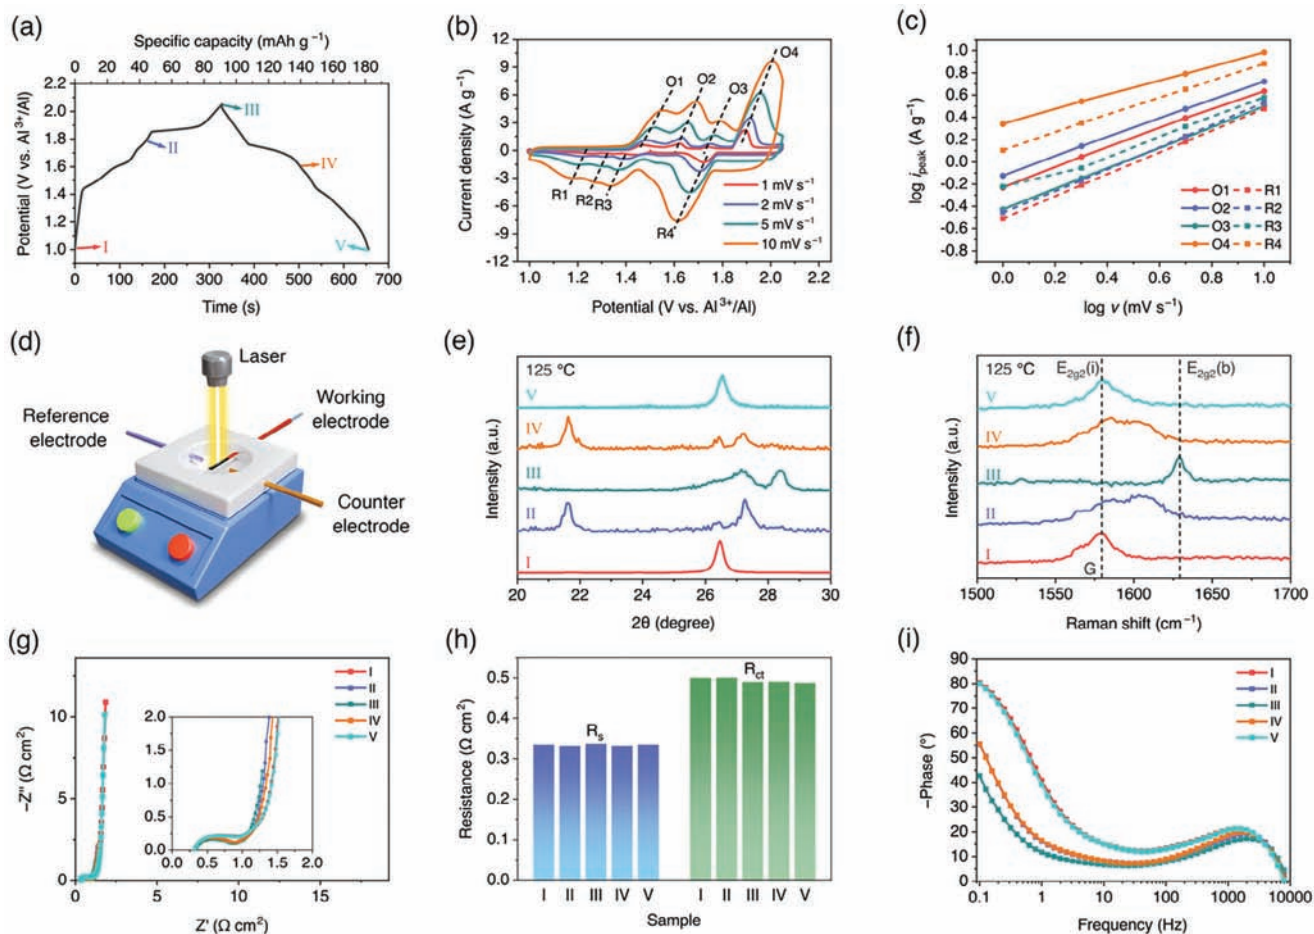 (a)
Specific capacity (mAh g⁻¹)
0 20 40 60 80 100 120 140 160 180 200
2.2
2.0
1.8
1.6
1.4
1.2
1.0
Potential (V vs. Al³⁺/Al)
I
II
III
IV
V
0 100 200 300 400 500 600 700
Time (s)
(b)
12
9
6
3
0
-3
-6
-9
-12
Current density (A g⁻¹)
O1
O2
O3
O4
R1
R2
R3
R4
1 mV s⁻¹
2 mV s⁻¹
5 mV s⁻¹
10 mV s⁻¹
1.0 1.2 1.4 1.6 1.8 2.0 2.2
Potential (V vs. Al³⁺/Al)
(c)
1.0
0.8
0.6
0.4
0.2
0.0
-0.2
-0.4
-0.6
-0.8
log i peak (A g⁻¹)
O1 R1
O2 R2
O3 R3
O4 R4
0.0 0.2 0.4 0.6 0.8 1.0
log v (mV s⁻¹)
(d)
Laser
Reference
electrode
Working
electrode
Counter
electrode
(e)
125 °C
V
IV
III
II
I
Intensity (a.u.)
20 22 24 26 28 30
2θ (degree)
(f)
125 °C
E2g2(i)
E2g2(b)
V
IV
III
II
I
G
Intensity (a.u.)
1500 1550 1600 1650 1700
Raman shift (cm⁻¹)
(g)
10
5
0
−Z'' (Ω cm²)
I
II
III
IV
V
2.0
1.5
1.0
0.5
0.0
0.0 0.5 1.0 1.5 2.0
0 5 10 15
Z' (Ω cm²)
(h)
0.5
0.4
0.3
0.2
0.1
0.0
Resistance (Ω cm²)
Rs
Rct
I II III IV V I II III IV V
Sample
(i)
90
80
70
60
50
40
30
20
10
0
−Phase (°)
I
II
III
IV
V
0.1 1 10 100 1000 10000
Frequency (Hz)